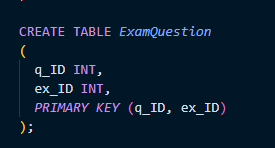 CREATE TABLE ExamQuestion
(
q_ID INT,
ex_ID INT,
PRIMARY KEY (q_ID, ex_ID)
);